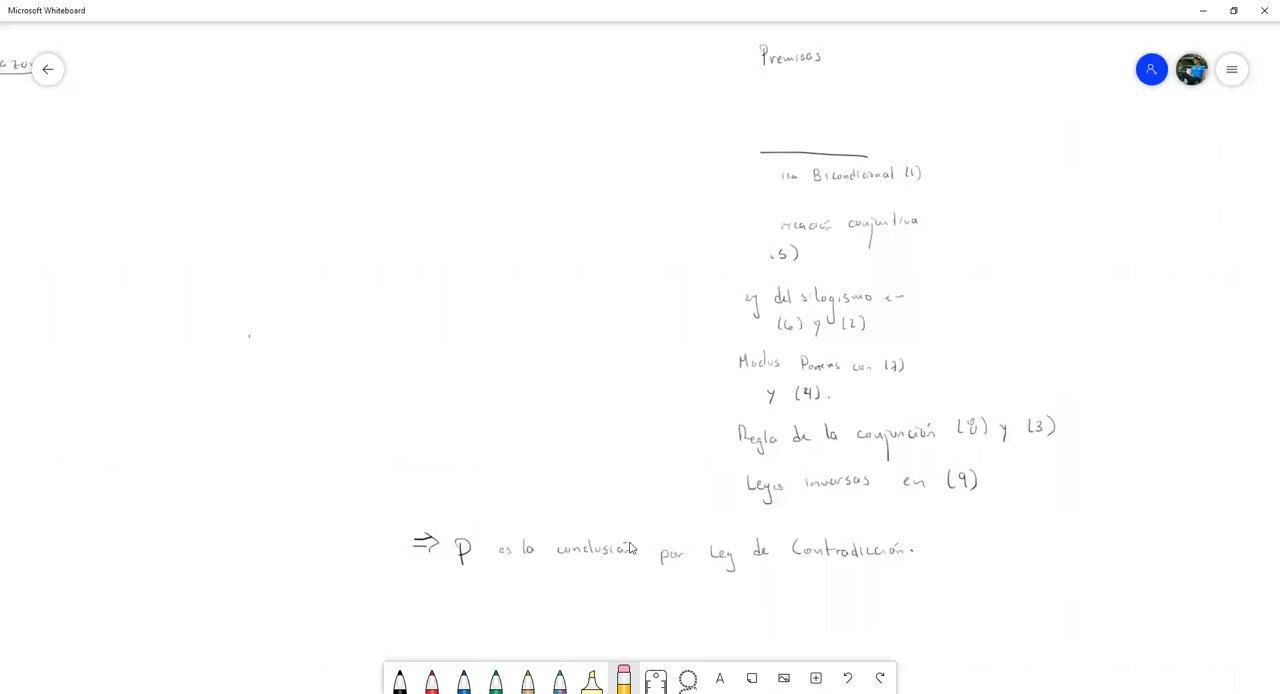 Microsoft Whiteboard
Premisas
Bicondicional (1)
conjuntiva
(5)
del silogismo
(6) y (2)
Modus Ponens con (7)
y (4).
Regla de la conjunción (8) y (3)
Leyes inversas en (9)
⇒ P es la conclusión por Ley de Contradicción.
A